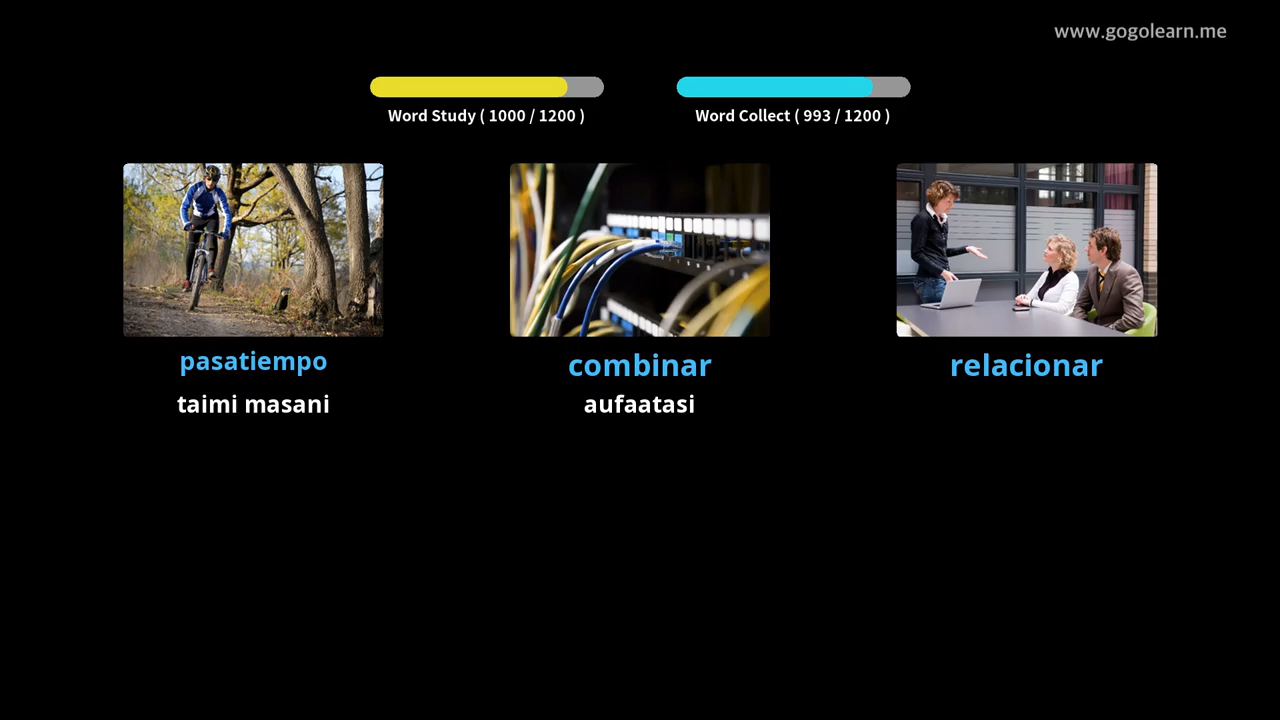 www.gogolearn.me
Word Study ( 1000 / 1200 )
Word Collect ( 993 / 1200 )
pasatiempo
taimi masani
combinar
aufaatasi
relacionar